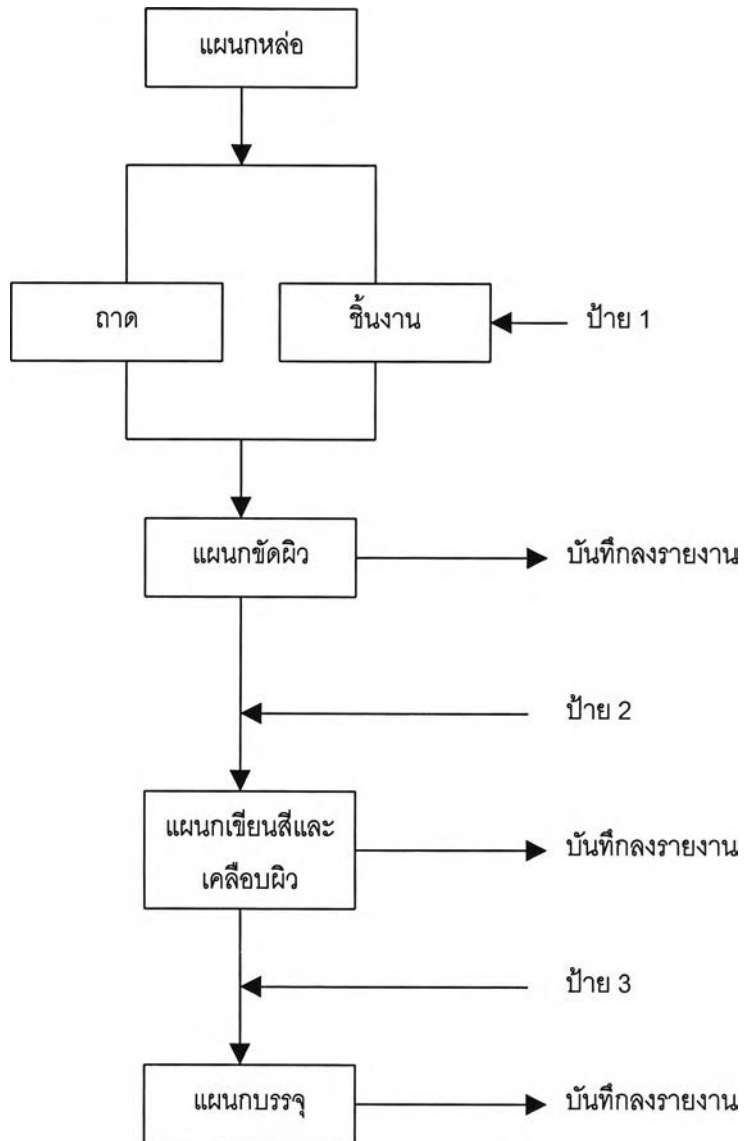 แผนกหล่อ
ถาด
ชิ้นงาน
ป้าย 1
แผนกขัดผิว
บันทึกลงรายงาน
ป้าย 2
แผนกเขียนสีและ
เคลือบผิว
บันทึกลงรายงาน
ป้าย 3
แผนกบรรจุ
บันทึกลงรายงาน